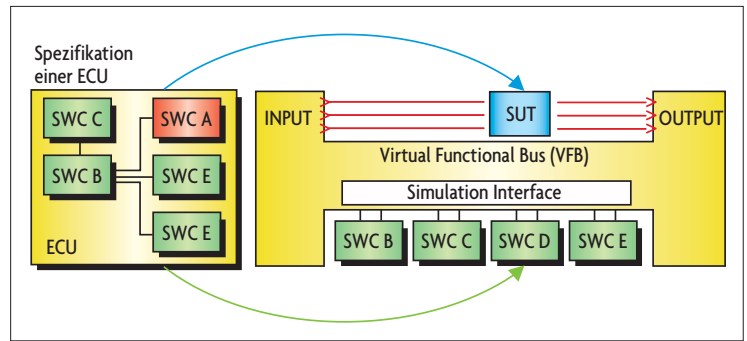 Spezifikation
einer ECU
SWC C
SWC A
SWC B
SWC E
SWC E
ECU
INPUT
SUT
OUTPUT
Virtual Functional Bus (VFB)
Simulation Interface
SWC B
SWC C
SWC D
SWC E